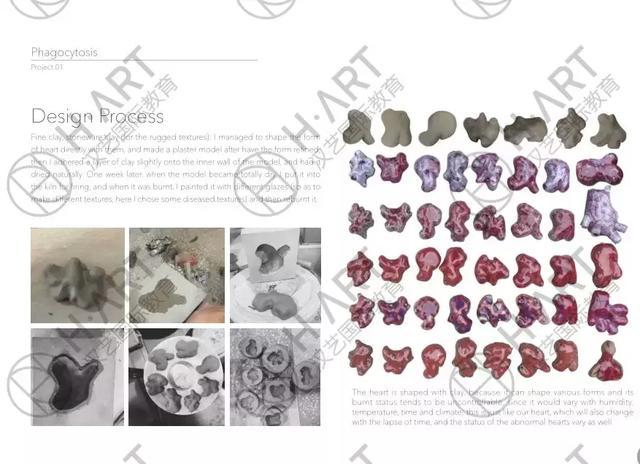 Phagocytosis
Project 01
Design Process
Fine clay, stoneware clay (for the rugged textures): I managed to shape the form
of heart directly with them, and made a plaster model after have the form refined,
then I adhered a layer of clay slightly onto the inner wall of the model, and had it
dried naturally. One week later, when the model became totally dry, I put it into
the kiln for firing, and when it was burnt, I painted it with different glazes (so as to
make different textures, here I chose some diseased textures) and then reburnt it.
The heart is shaped with clay, because it can shape various forms and its
burnt status tends to be uncontrollable, since it would vary with humidity,
temperature, time and climate; this is just like our heart, which will also change
with the lapse of time, and the status of the abnormal hearts vary as well.
H·ART
文艺国际教育